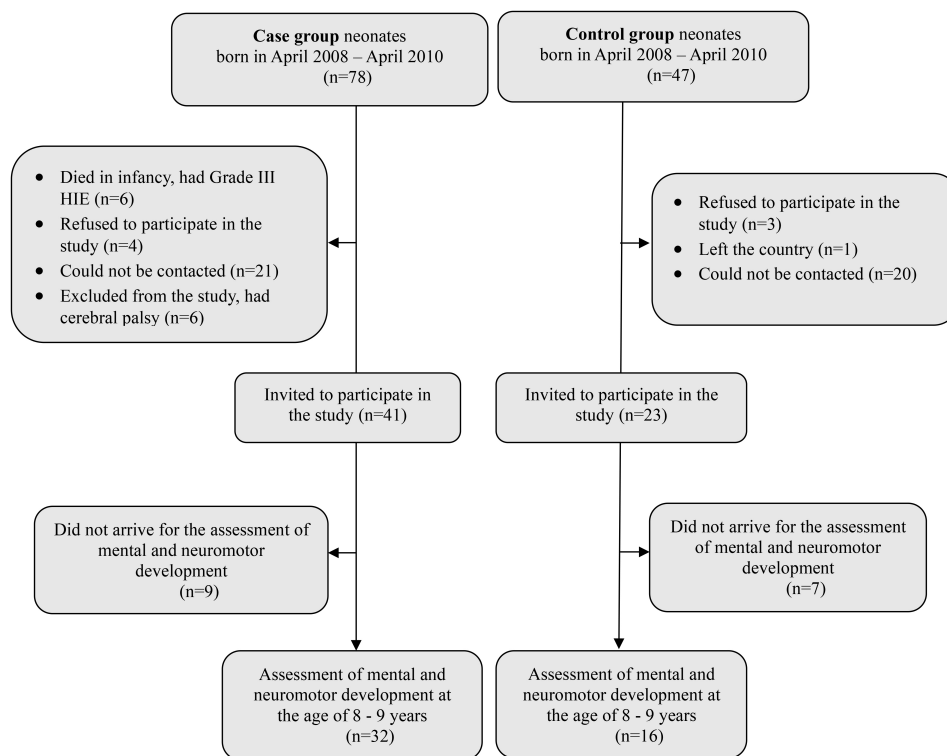 Case group neonates
born in April 2008 – April 2010
(n=78)
Control group neonates
born in April 2008 – April 2010
(n=47)
• Died in infancy, had Grade III
HIE (n=6)
• Refused to participate in the
study (n=4)
• Could not be contacted (n=21)
• Excluded from the study, had
cerebral palsy (n=6)
• Refused to participate in the
study (n=3)
• Left the country (n=1)
• Could not be contacted (n=20)
Invited to participate in
the study (n=41)
Invited to participate in the
study (n=23)
Did not arrive for the assessment of
mental and neuromotor
development
(n=9)
Did not arrive for the assessment
of mental and neuromotor
development
(n=7)
Assessment of mental and
neuromotor development at
the age of 8 - 9 years
(n=32)
Assessment of mental and
neuromotor development at
the age of 8 - 9 years
(n=16)